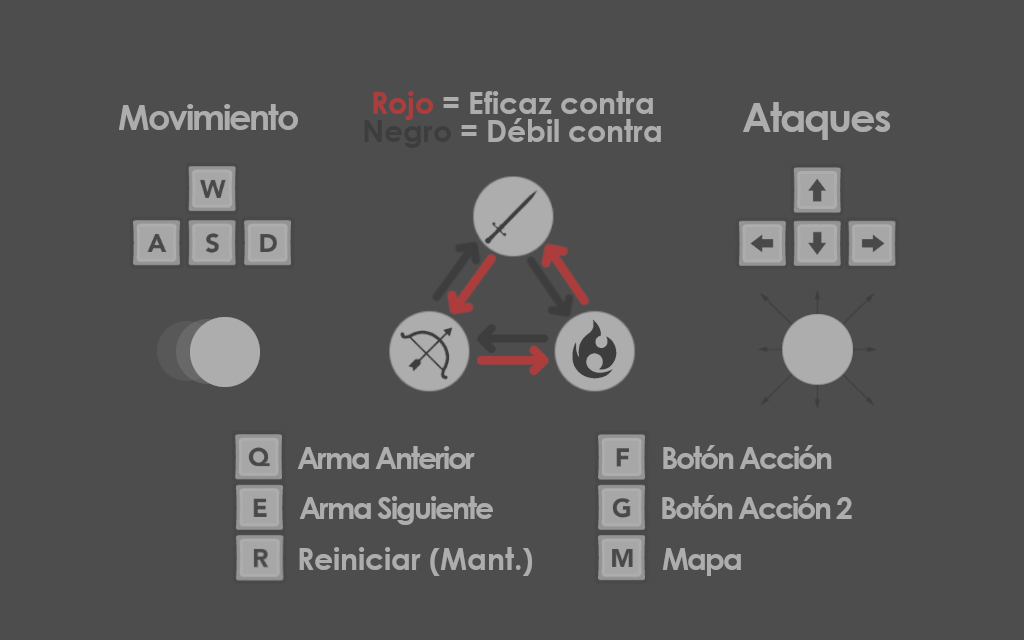 Movimiento
W
A S D
Rojo = Eficaz contra
Negro = Débil contra
Ataques
Q Arma Anterior
E Arma Siguiente
R Reiniciar (Mant.)
F Botón Acción
G Botón Acción 2
M Mapa